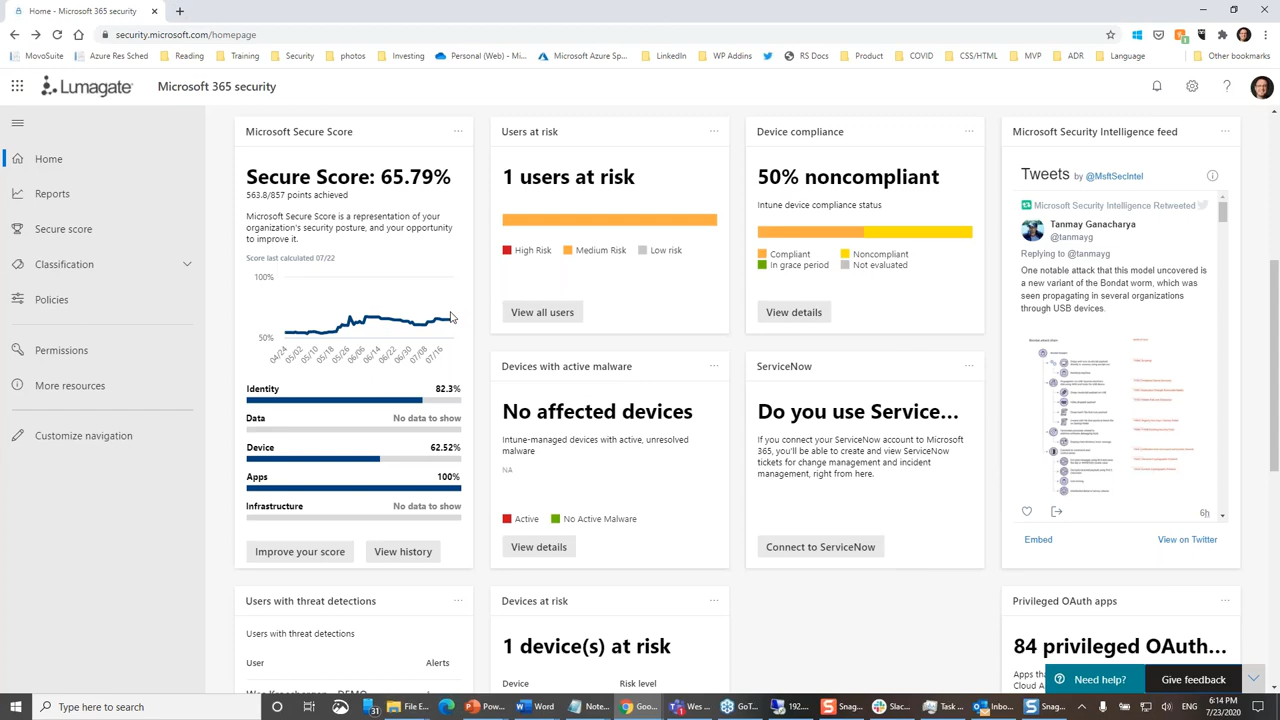 Home - Microsoft 365 security
security.microsoft.com/homepage
MovoSuite
Azure Res Sched
Reading
Training
Security
photos
Investing
Personal (Web) - Mi...
Microsoft Azure Sp...
LinkedIn
WP Addins
RS Docs
Product
COVID
CSS/HTML
MVP
ADR
Language
Other bookmarks
Lumagate
Microsoft 365 security
Home
Reports
Secure score
Classification
Policies
Permissions
More resources
Customize navigation
Microsoft Secure Score
Secure Score: 65.79%
563.8/857 points achieved
Microsoft Secure Score is a representation of your
organization's security posture, and your opportunity
to improve it.
Score last calculated 07/22
100%
50%
04/24
05/02
05/10
05/18
05/26
06/06
06/14
06/22
06/30
07/08
07/16
Identity 82.3%
Data No data to show
Device 62.52%
Apps 100%
Infrastructure No data to show
Improve your score
View history
Users at risk
1 users at risk
High Risk
Medium Risk
Low risk
View all users
Device compliance
50% noncompliant
Intune device compliance status
Compliant
Noncompliant
In grace period
Not evaluated
View details
Microsoft Security Intelligence feed
Tweets by @MsftSecIntel
Microsoft Security Intelligence Retweeted
Tanmay Ganacharya
@tanmayg
Replying to @tanmayg
One notable attack that this model uncovered is
a new variant of the Bondat worm, which was
seen propagating in several organizations
through USB devices.
6h
Embed
View on Twitter
Devices with active malware
No affected devices
Intune-managed devices with active, unresolved
malware
NA
Active
No Active Malware
View details
ServiceNow
Do you use Service...
If you connect your ServiceNow account to Microsoft
365, you'll be able to create and view ServiceNow
tickets for change management and incident
management, right from here.
Connect to ServiceNow
Users with threat detections
Users with threat detections
User
Alerts
Devices at risk
1 device(s) at risk
Device
Risk level
Privileged OAuth apps
84 privileged OAuth...
Apps tha
Cloud A
Need help?
Give feedback
Type here to search
31
File E...
Pow...
Word
Note...
Goo...
Wes ...
GoT...
P...
Snag...
Slac...
Task ...
Inbo...
Snag...
6:14 PM
7/23/2020